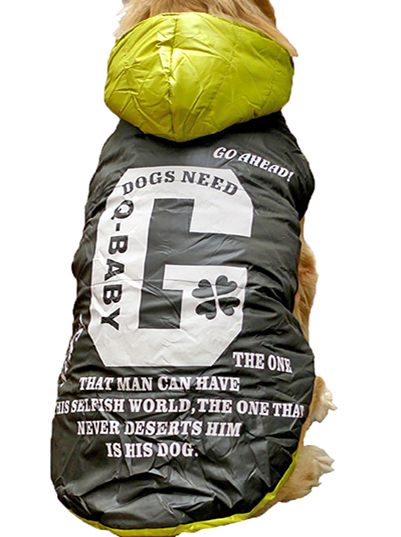 GO AHEAD!
DOGS NEED
Q-BABY
G
THE ONE
THAT MAN CAN HAVE
HIS SELFISH WORLD, THE ONE THAT
NEVER DESERTS HIM
IS HIS DOG.